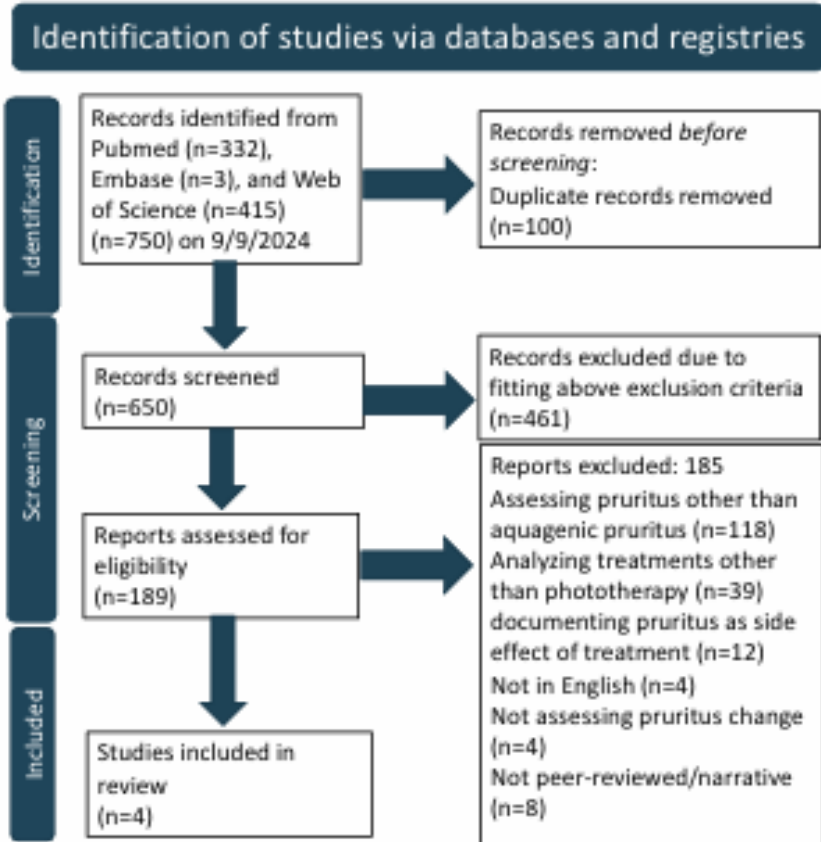 Identification of studies via databases and registries
Identification
Records identified from
Pubmed (n=332),
Embase (n=3), and Web
of Science (n=415)
(n=750) on 9/9/2024
Records removed before
screening:
Duplicate records removed
(n=100)
Screening
Records screened
(n=650)
Records excluded due to
fitting above exclusion criteria
(n=461)
Reports assessed for
eligibility
(n=189)
Reports excluded: 185
Assessing pruritus other than
aquagenic pruritus (n=118)
Analyzing treatments other
than phototherapy (n=39)
documenting pruritus as side
effect of treatment (n=12)
Not in English (n=4)
Not assessing pruritus change
(n=4)
Not peer-reviewed/narrative
(n=8)
Included
Studies included in
review
(n=4)